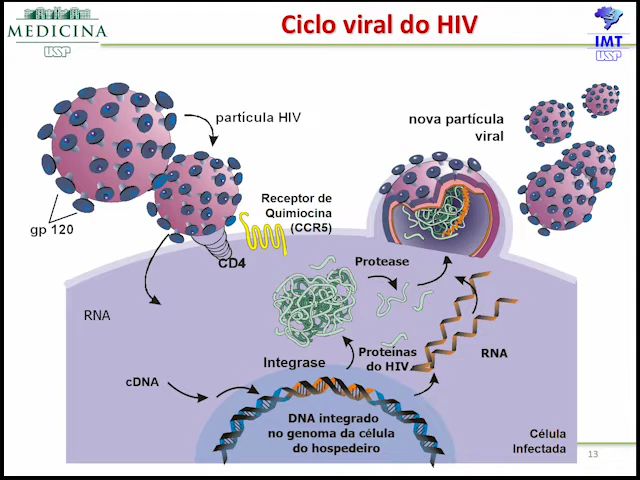 MEDICINA
USP
Ciclo viral do HIV
IMT
USP
partícula HIV
nova partícula
viral
gp 120
Receptor de
Quimiocina
(CCR5)
CD4
Protease
RNA
Integrase
Proteínas
do HIV
RNA
cDNA
DNA integrado
no genoma da célula
do hospedeiro
Célula
Infectada
13